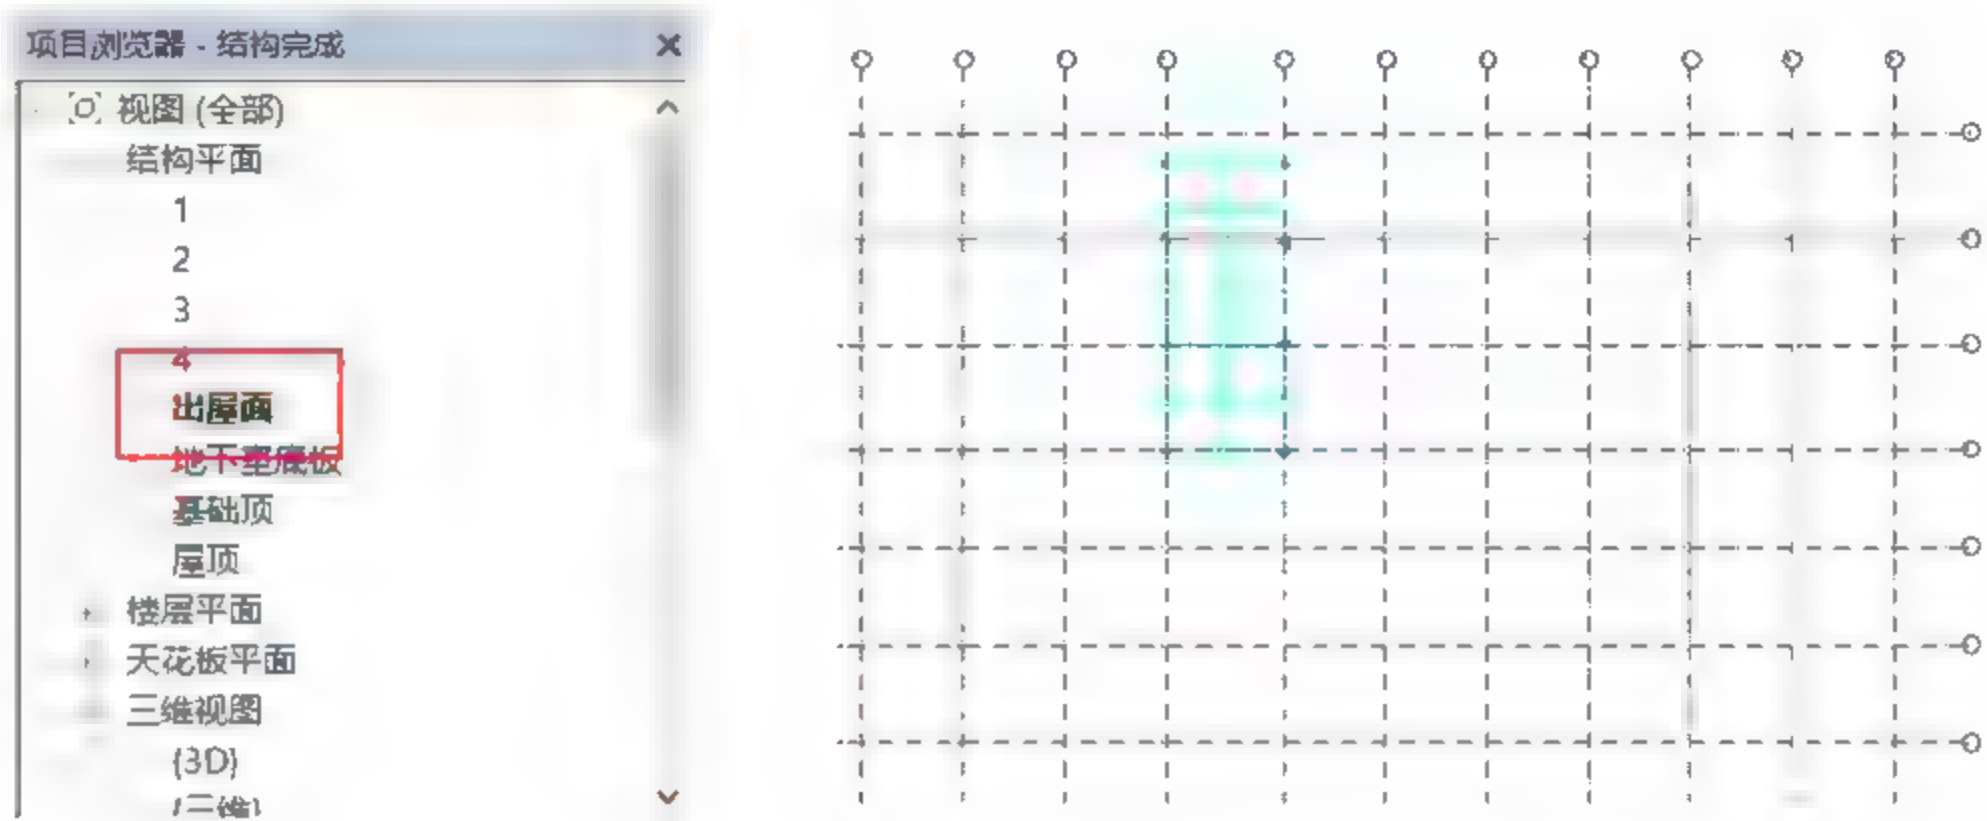 项目浏览器 - 结构完成
视图 (全部)
结构平面
1
2
3
4
出屋面
地下室底板
基础顶
屋顶
楼层平面
天花板平面
三维视图
{3D}